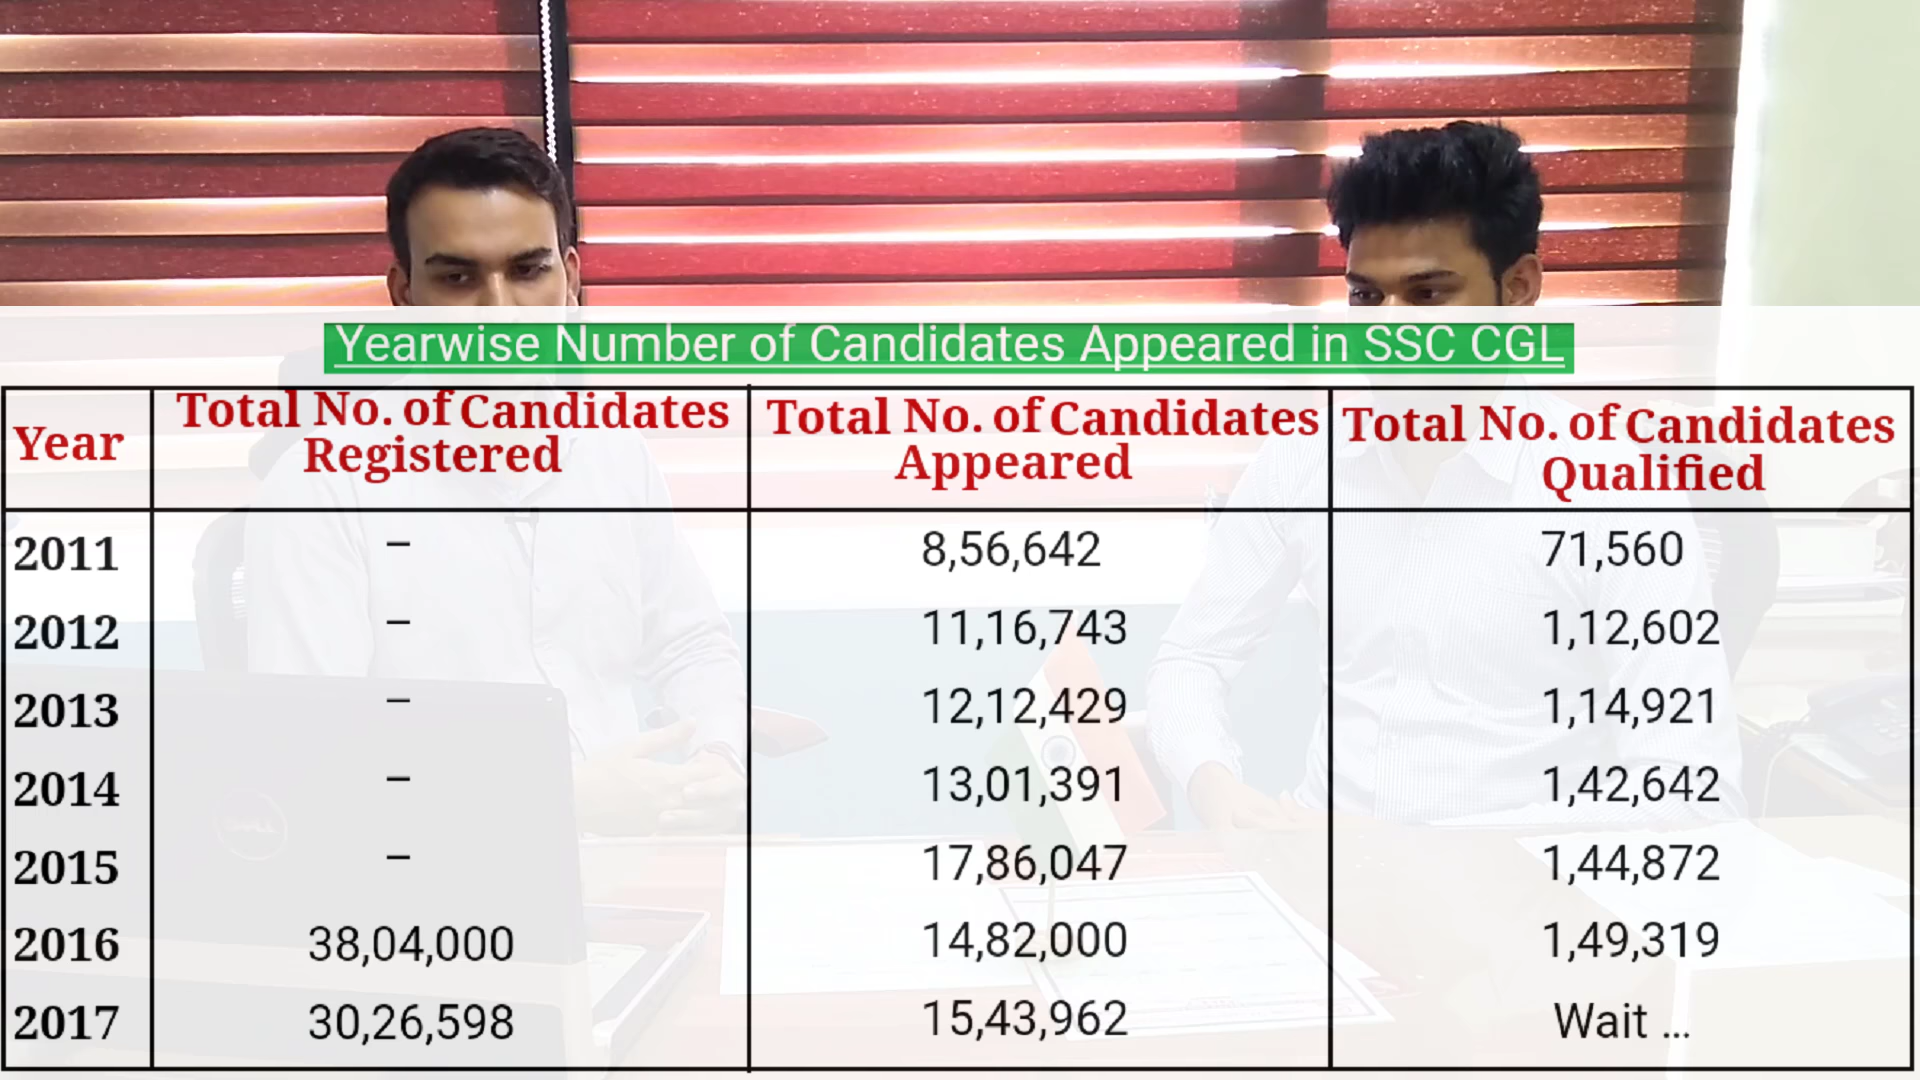 Yearwise Number of Candidates Appeared in SSC CGL
Year
Total No. of Candidates
Registered
Total No. of Candidates
Appeared
Total No. of Candidates
Qualified
2011 – 8,56,642 71,560
2012 – 11,16,743 1,12,602
2013 – 12,12,429 1,14,921
2014 – 13,01,391 1,42,642
2015 – 17,86,047 1,44,872
2016 38,04,000 14,82,000 1,49,319
2017 30,26,598 15,43,962 Wait ...
DELL